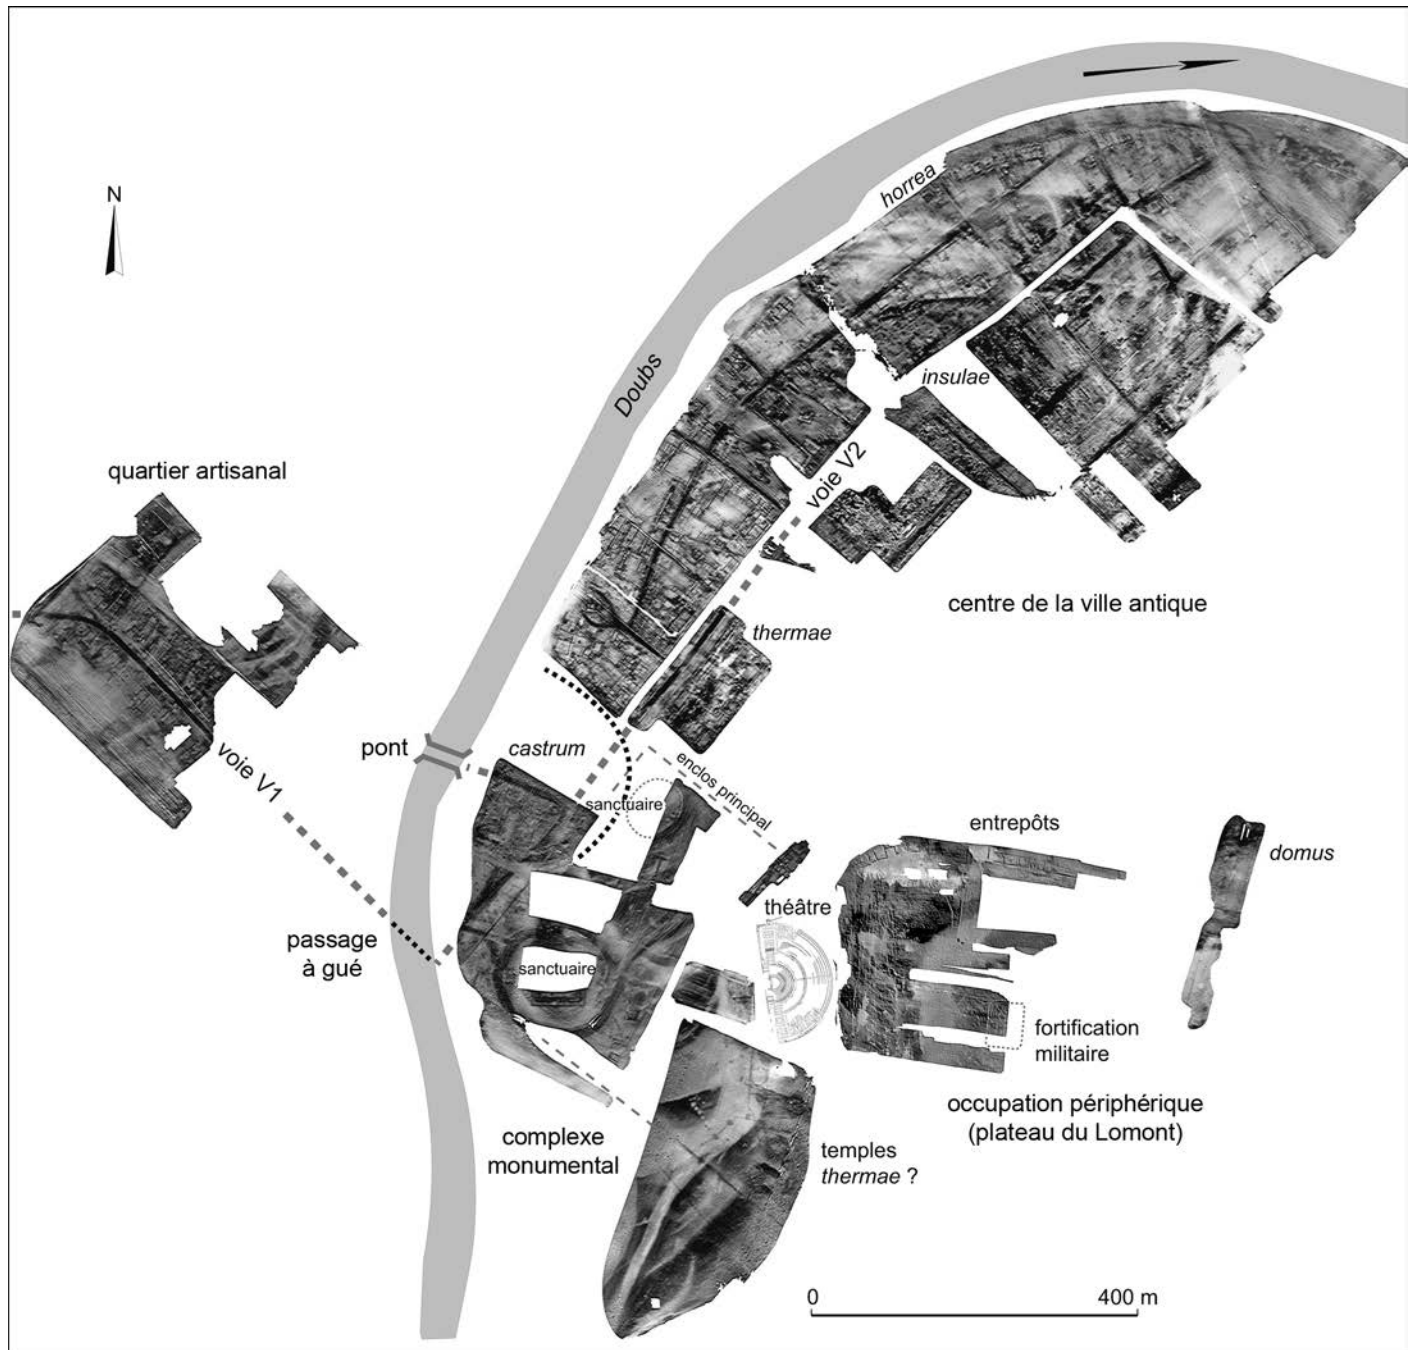 N
horrea
Doubs
insulae
voie V2
quartier artisanal
centre de la ville antique
thermae
pont
castrum
voie V1
enclos principal
sanctuaire
entrepôts
domus
théâtre
passage
à gué
sanctuaire
fortification
militaire
occupation périphérique
(plateau du Lomont)
complexe
monumental
temples
thermae ?
0
400 m